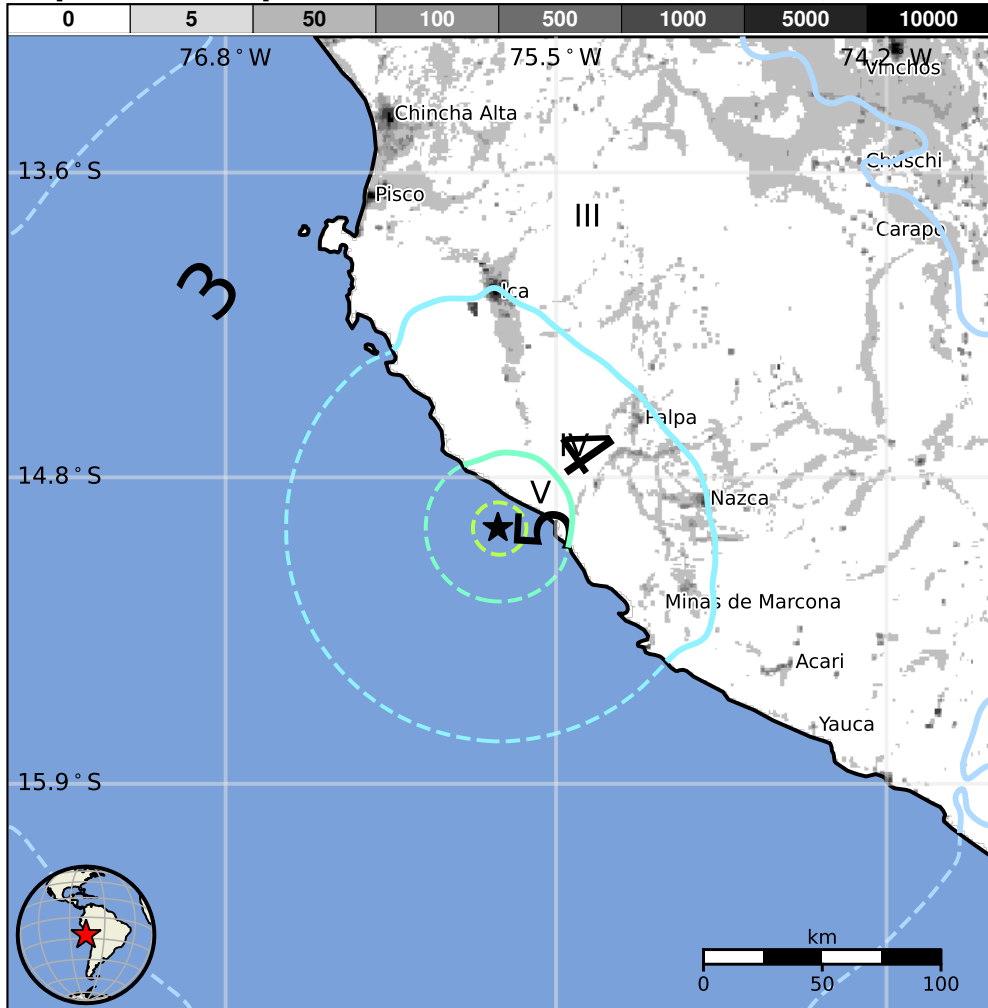 0 5 50 100 500 1000 5000 10000
76.8°W 75.5°W 74.2°W
Vinchos
Chincha Alta
Chuschi
13.6°S
Pisco
III
Carapo
3
Ica
Palpa
IV
4
14.8°S
V
Nazca
5
Minas de Marcona
Acari
Yauca
15.9°S
km
0 50 100